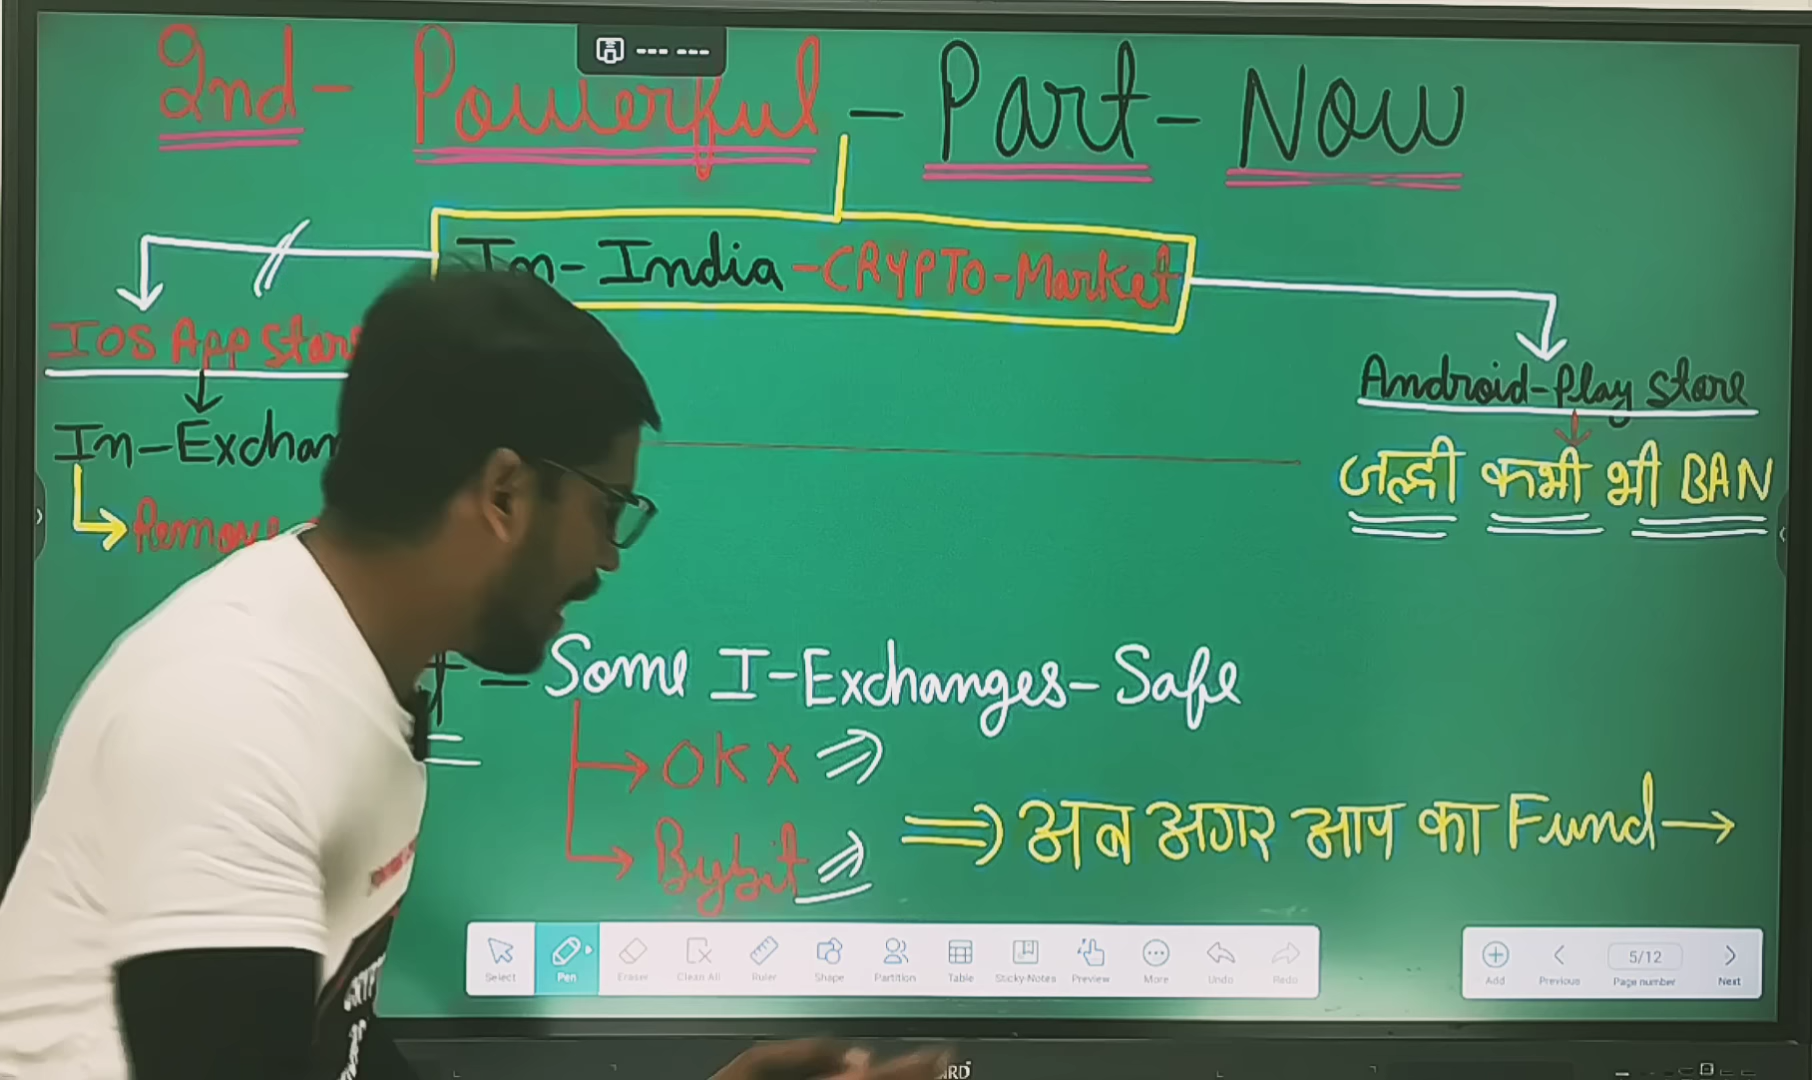 2nd - Powerful - Part - Now
In - India - CRYPTO - Market
IOS App Store
Android - Play Store
In - Exchan
जल्दी कभी भी BAN
Remove
Some I - Exchanges - Safe
OKX
Bybit
अब अगर आप का Fund
Select Pen Eraser Clean All Ruler Shape Partition Table Sticky-Notes Preview More Undo Redo
5/12
Add Previous Page number Next